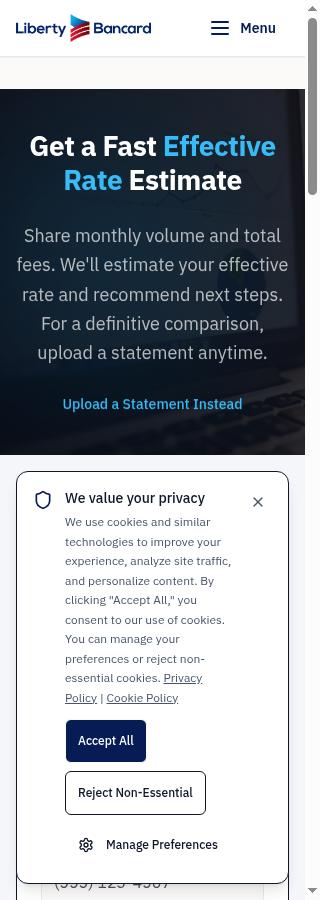 Liberty Bancard
Menu
Get a Fast Effective
Rate Estimate
Share monthly volume and total
fees. We'll estimate your effective
rate and recommend next steps.
For a definitive comparison,
upload a statement anytime.
Upload a Statement Instead
We value your privacy
We use cookies and similar
technologies to improve your
experience, analyze site traffic,
and personalize content. By
clicking "Accept All," you
consent to our use of cookies.
You can manage your
preferences or reject non-
essential cookies. Privacy
Policy | Cookie Policy
Accept All
Reject Non-Essential
Manage Preferences